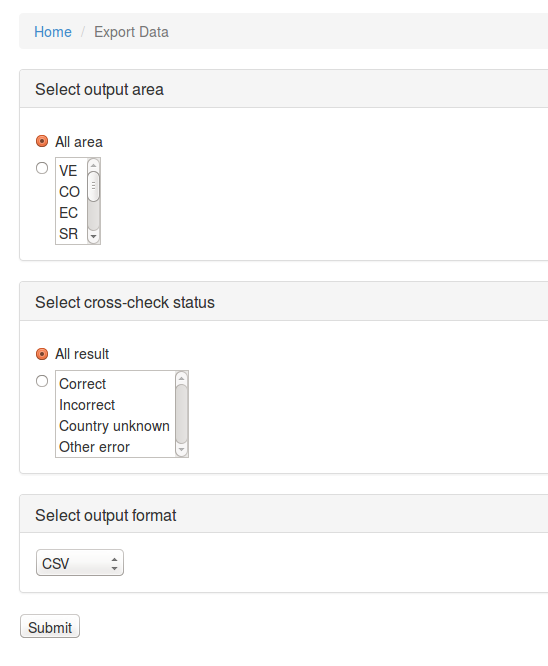 Home / Export Data
Select output area
All area
VE
CO
EC
SR
Select cross-check status
All result
Correct
Incorrect
Country unknown
Other error
Select output format
CSV
Submit